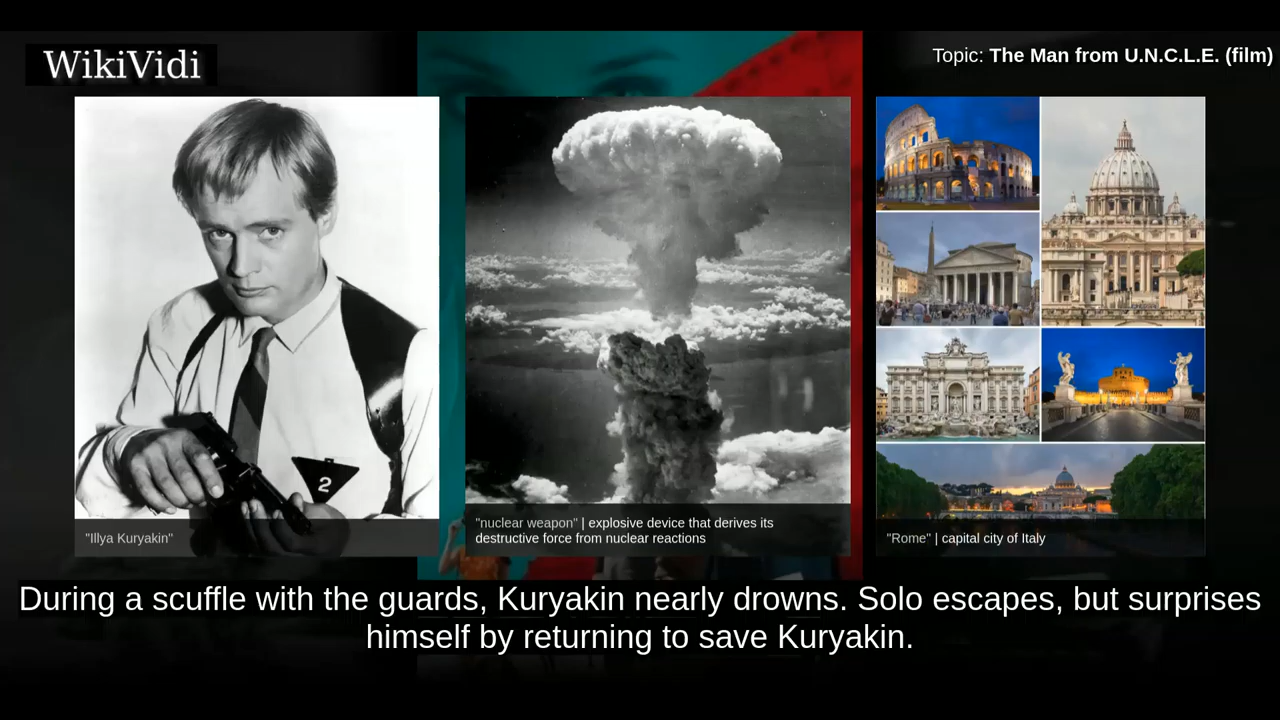 WikiVidi
Topic: The Man from U.N.C.L.E. (film)
2
"Illya Kuryakin"
"nuclear weapon" | explosive device that derives its
destructive force from nuclear reactions
"Rome" | capital city of Italy
During a scuffle with the guards, Kuryakin nearly drowns. Solo escapes, but surprises
himself by returning to save Kuryakin.